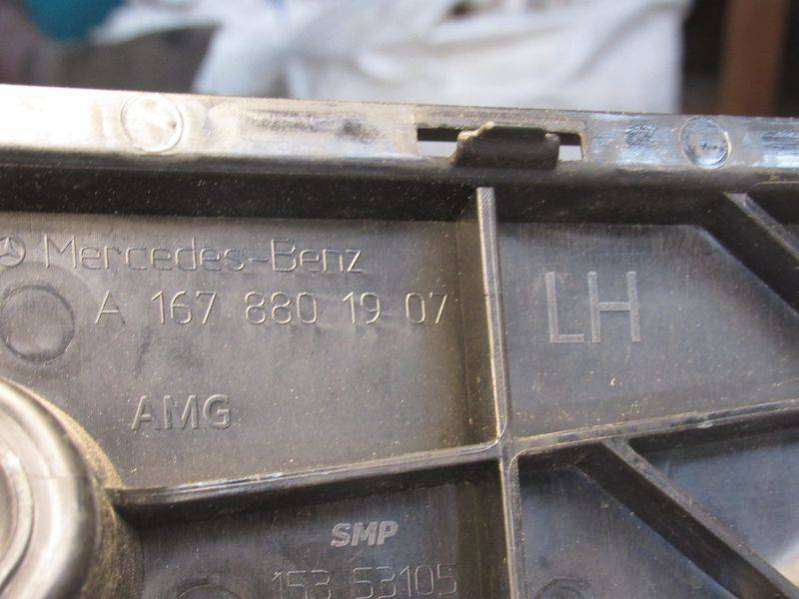 Mercedes-Benz
A 167 880 19 07
LH
AMG
SMP
153 53105